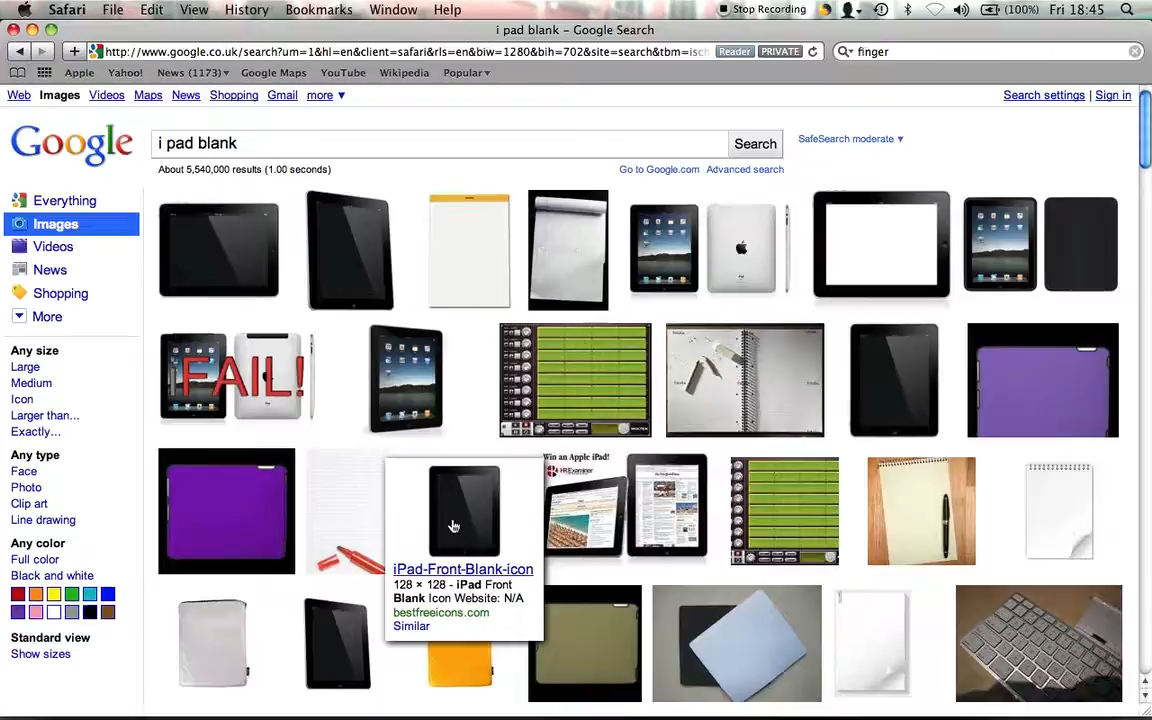 Safari File Edit View History Bookmarks Window Help Stop Recording (100%) Fri 18:45
i pad blank – Google Search
http://www.google.co.uk/search?um=1&hl=en&client=safari&rls=en&biw=1280&bih=702&site=search&tbm=isch Reader PRIVATE finger
Apple Yahoo! News (1173) Google Maps YouTube Wikipedia Popular
Web Images Videos Maps News Shopping Gmail more Search settings | Sign in
Google i pad blank Search SafeSearch moderate
About 5,540,000 results (1.00 seconds) Go to Google.com Advanced search
Everything
Images
Videos
News
Shopping
More
Any size
Large
Medium
Icon
Larger than...
Exactly...
Any type
Face
Photo
Clip art
Line drawing
Any color
Full color
Black and white
Standard view
Show sizes
FAIL!
Win an Apple iPad!
HRExaminer
iPad-Front-Blank-icon
128 × 128 - iPad Front
Blank Icon Website: N/A
bestfreeicons.com
Similar